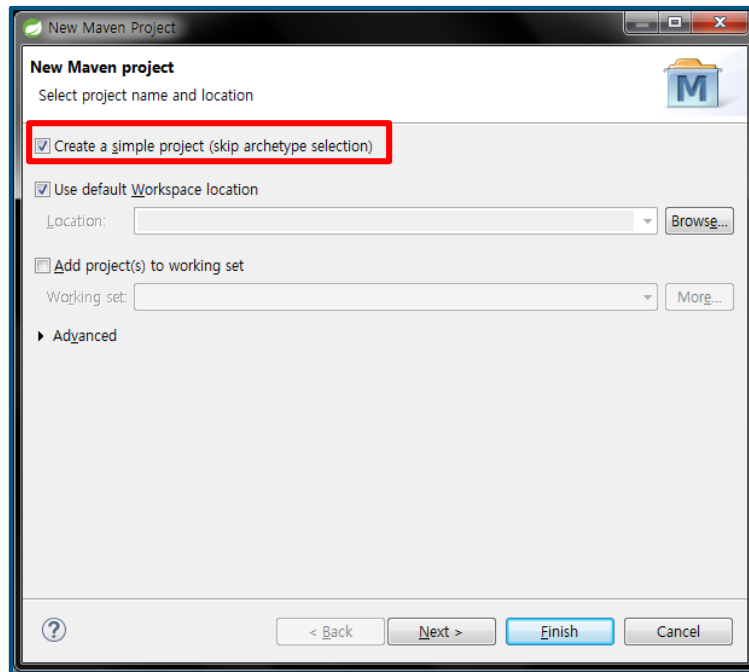 New Maven Project
New Maven project
Select project name and location
M
Create a simple project (skip archetype selection)
Use default Workspace location
Location:
Browse...
Add project(s) to working set
Working set:
More...
Advanced
?
< Back
Next >
Finish
Cancel